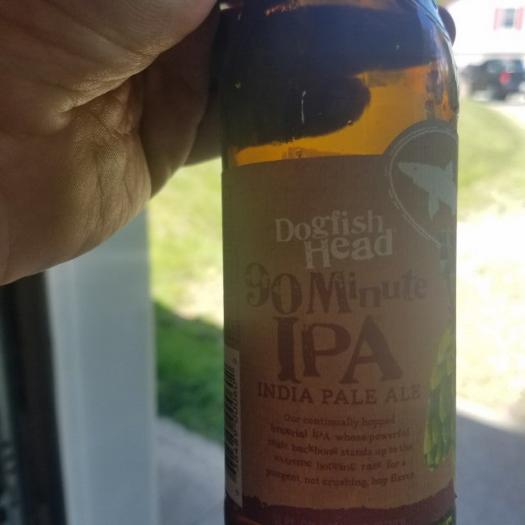 Dogfish
Head
90 Minute
IPA
INDIA PALE ALE
Our continually hopped
imperial IPA whose powerful
malt backbone stands up to the
extreme hopping rate for a
pungent, not crushing, hop flavor